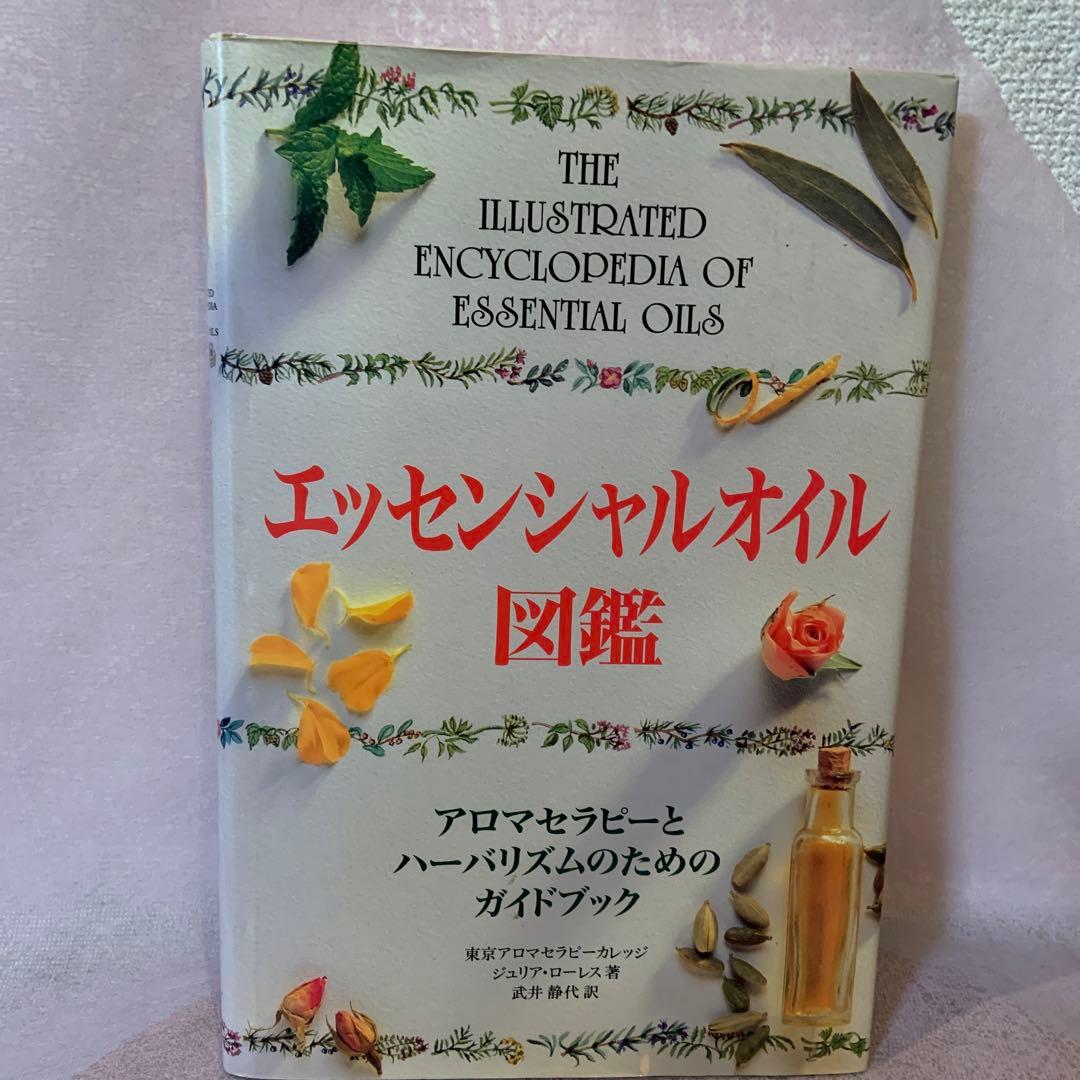 THE
ILLUSTRATED
ENCYCLOPEDIA OF
ESSENTIAL OILS
エッセンシャルオイル
図鑑
アロマセラピーと
ハーバリズムのための
ガイドブック
東京アロマセラピーカレッジ
ジュリア・ローレス 著
武井 静代 訳